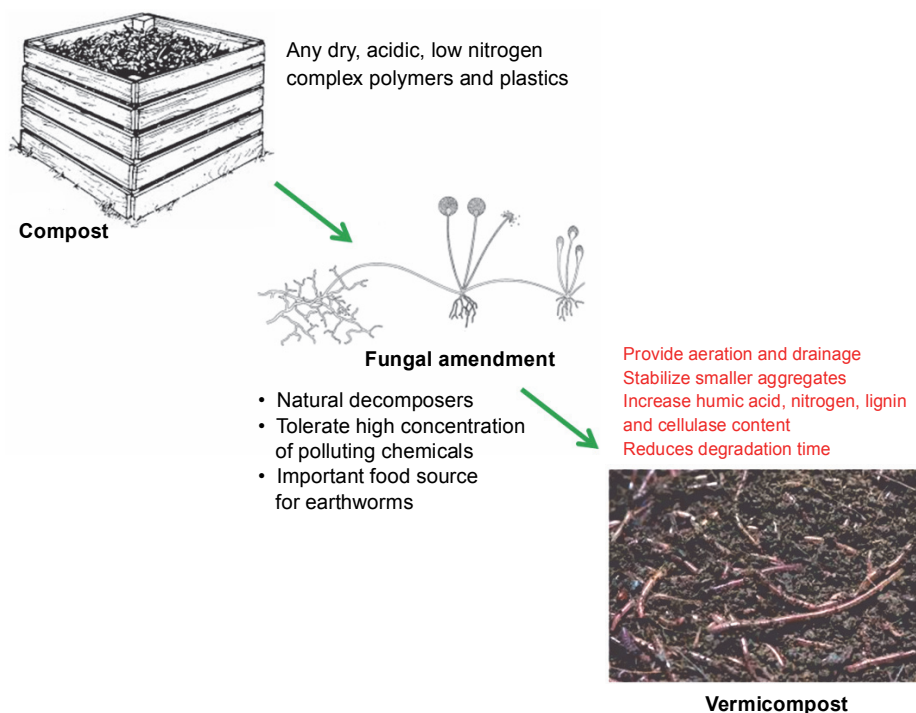 Any dry, acidic, low nitrogen
complex polymers and plastics
Compost
Fungal amendment
• Natural decomposers
• Tolerate high concentration
of polluting chemicals
• Important food source
for earthworms
Provide aeration and drainage
Stabilize smaller aggregates
Increase humic acid, nitrogen, lignin
and cellulase content
Reduces degradation time
Vermicompost